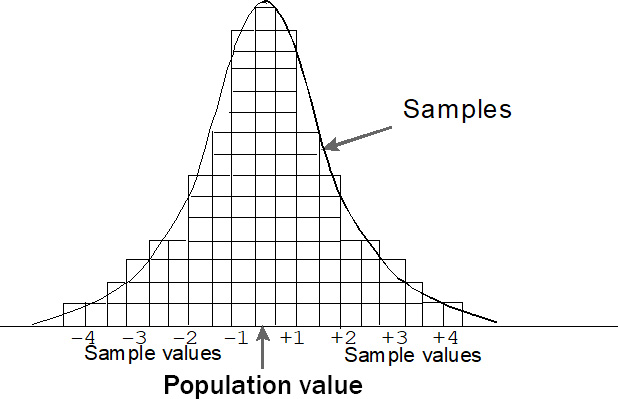 Samples
-4 -3 -2 -1 +1 +2 +3 +4
Sample values Sample values
Population value